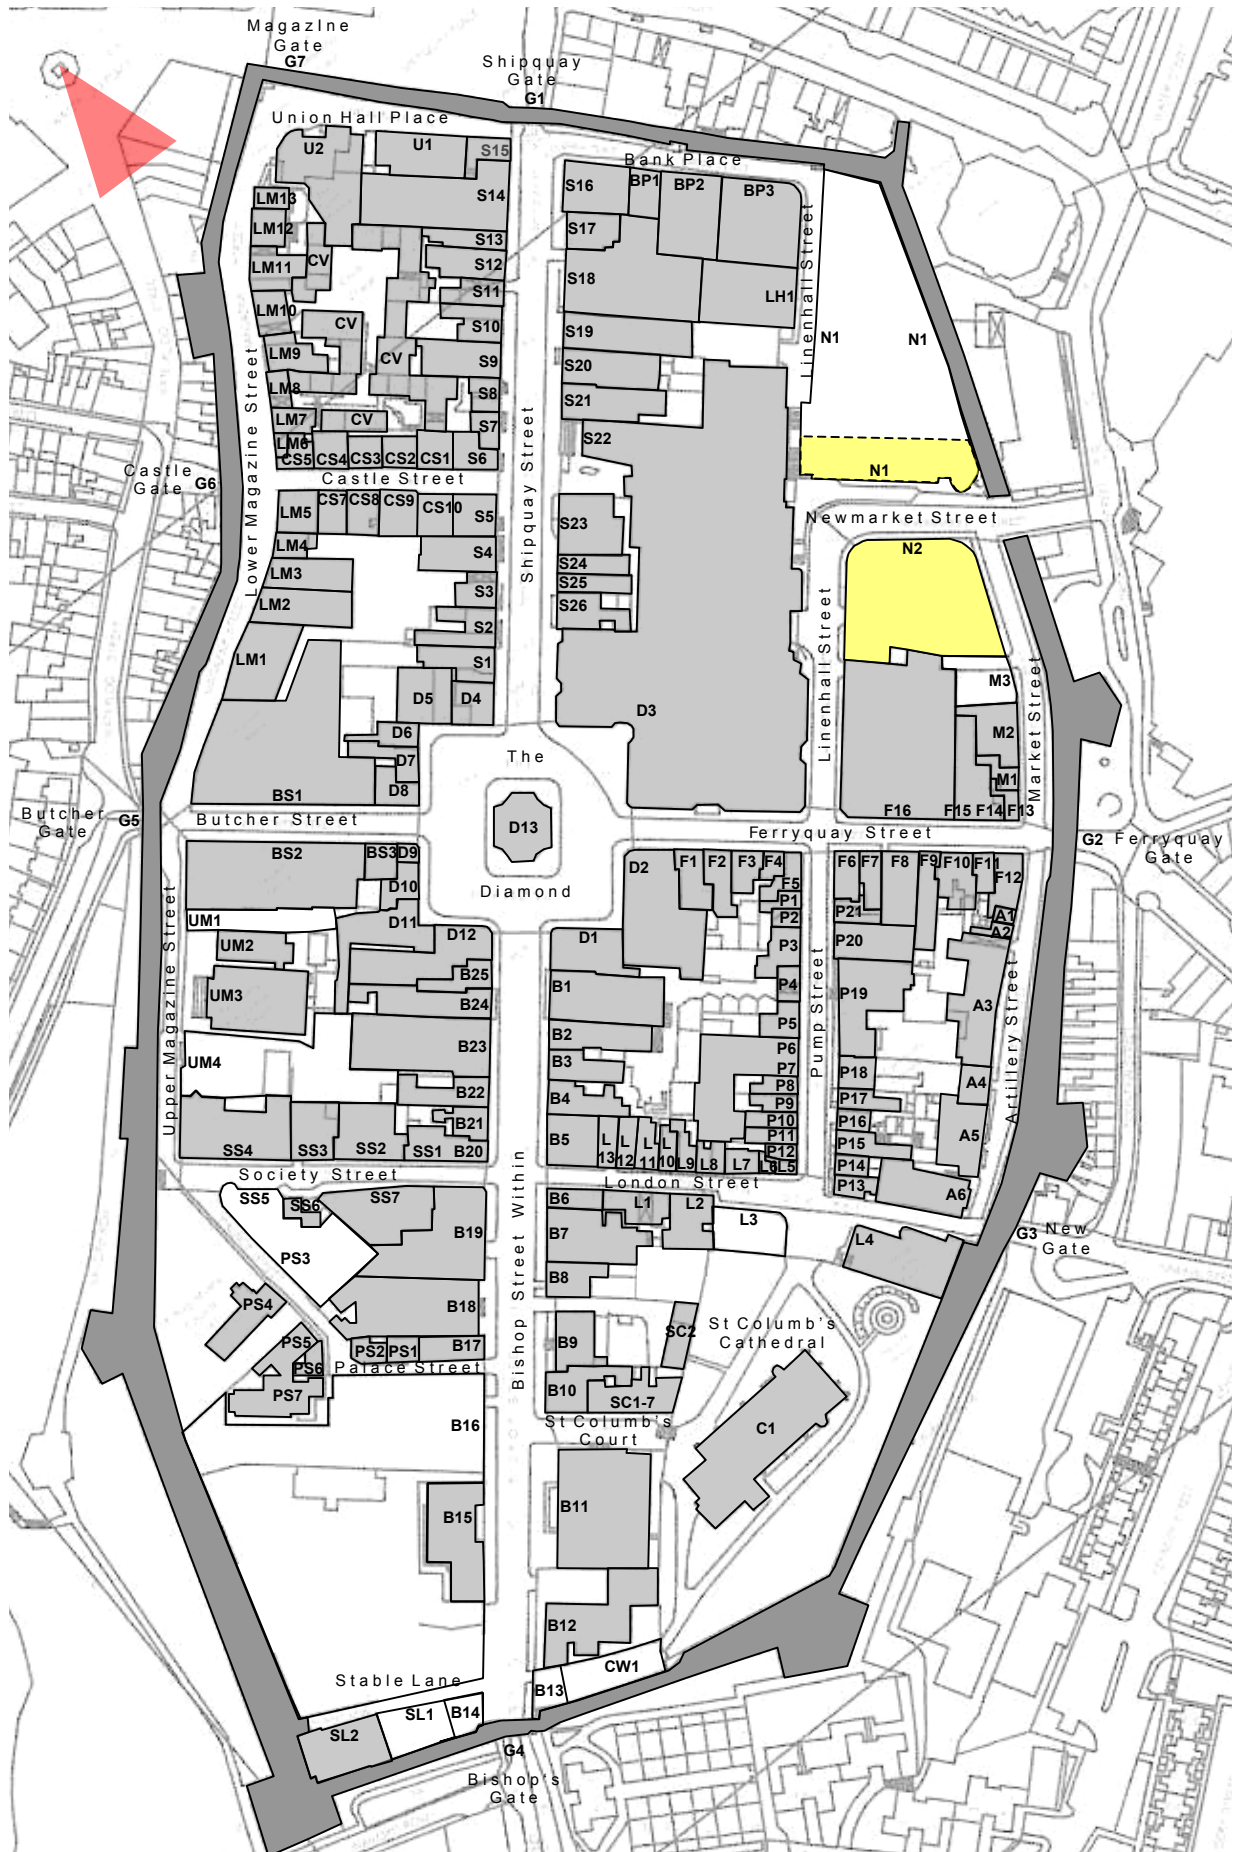 Magazine
Gate
G7
Shipquay
Gate
G1
Union Hall Place
U2
U1
S15
Bank Place
S14
S16
BP1
BP2
BP3
LM13
LM12
S13
S17
LM11
CV
S12
S18
Linenhall Street
S11
LH1
LM10
CV
S10
S19
N1
N1
LM9
CV
S9
S20
LM8
S8
S21
LM7
CV
S7
S22
LM6
CS5
CS4
CS3
CS2
CS1
S6
Lower Magazine Street
Shipquay Street
Castle
Gate
G6
Castle Street
N1
LM5
CS7
CS8
CS9
CS10
S5
S23
Newmarket Street
LM4
S4
N2
LM3
S24
S3
S25
LM2
S26
S2
Linenhall Street
LM1
S1
M3
D5
D4
D3
Market Street
D6
M2
The
D7
D8
M1
BS1
F16
F15
F14
F13
Butcher
Gate
G5
Butcher Street
D13
Ferryquay Street
G2
Ferryquay
Gate
BS2
BS3
D9
D2
F1
F2
F3
F4
F6
F7
F8
F9
F10
F11
F12
D10
Diamond
F5
P1
UM1
D11
P2
P21
A1
A2
UM2
D12
D1
P3
P20
B25
UM3
B1
P4
P19
B24
A3
Upper Magazine Street
P5
Pump Street
B2
B23
P6
UM4
B3
P7
P18
B22
P8
A4
B4
P9
P17
Artillery Street
B21
P10
P16
B5
L
13
L
12
L
11
L
10
L9
L8
L7
P11
P15
A5
SS4
SS3
SS2
SS1
B20
P12
L6
L5
P14
Society Street
London Street
P13
A6
SS5
SS6
SS7
B6
L1
L2
L3
B19
B7
L4
G3
New
Gate
PS3
B8
Bishop Street Within
PS4
B18
B9
SC2
St Columb's
Cathedral
PS5
PS2
PS1
B17
PS6
Palace Street
PS7
B10
SC1-7
B16
St Columb's
Court
C1
B15
B11
B12
Stable Lane
CW1
B13
SL2
SL1
B14
G4
Bishop's
Gate